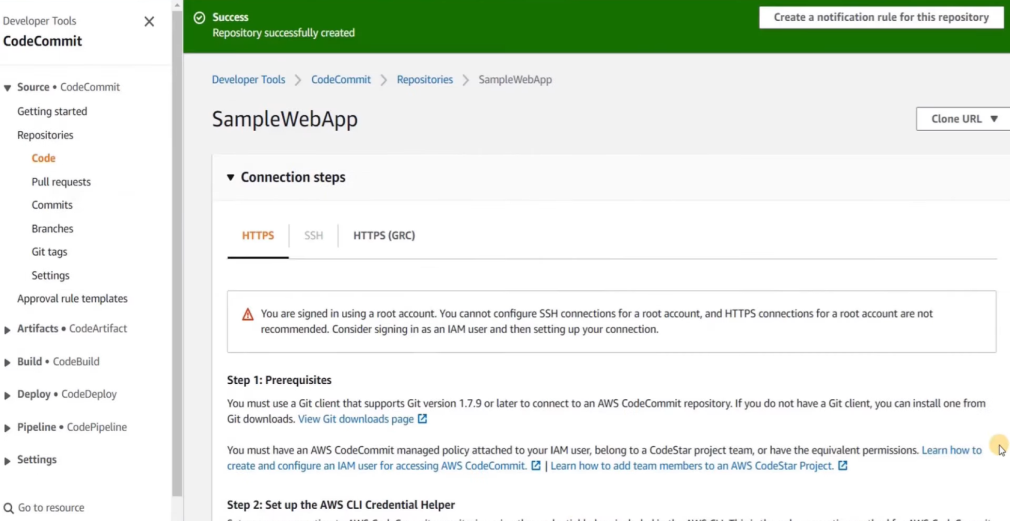 Developer Tools
CodeCommit
Source • CodeCommit
Getting started
Repositories
Code
Pull requests
Commits
Branches
Git tags
Settings
Approval rule templates
Artifacts • CodeArtifact
Build • CodeBuild
Deploy • CodeDeploy
Pipeline • CodePipeline
Settings
Go to resource
Success
Repository successfully created
Create a notification rule for this repository
Developer Tools > CodeCommit > Repositories > SampleWebApp
SampleWebApp
Clone URL
Connection steps
HTTPS
SSH
HTTPS (GRC)
You are signed in using a root account. You cannot configure SSH connections for a root account, and HTTPS connections for a root account are not
recommended. Consider signing in as an IAM user and then setting up your connection.
Step 1: Prerequisites
You must use a Git client that supports Git version 1.7.9 or later to connect to an AWS CodeCommit repository. If you do not have a Git client, you can install one from
Git downloads. View Git downloads page
You must have an AWS CodeCommit managed policy attached to your IAM user, belong to a CodeStar project team, or have the equivalent permissions. Learn how to
create and configure an IAM user for accessing AWS CodeCommit. | Learn how to add team members to an AWS CodeStar Project.
Step 2: Set up the AWS CLI Credential Helper